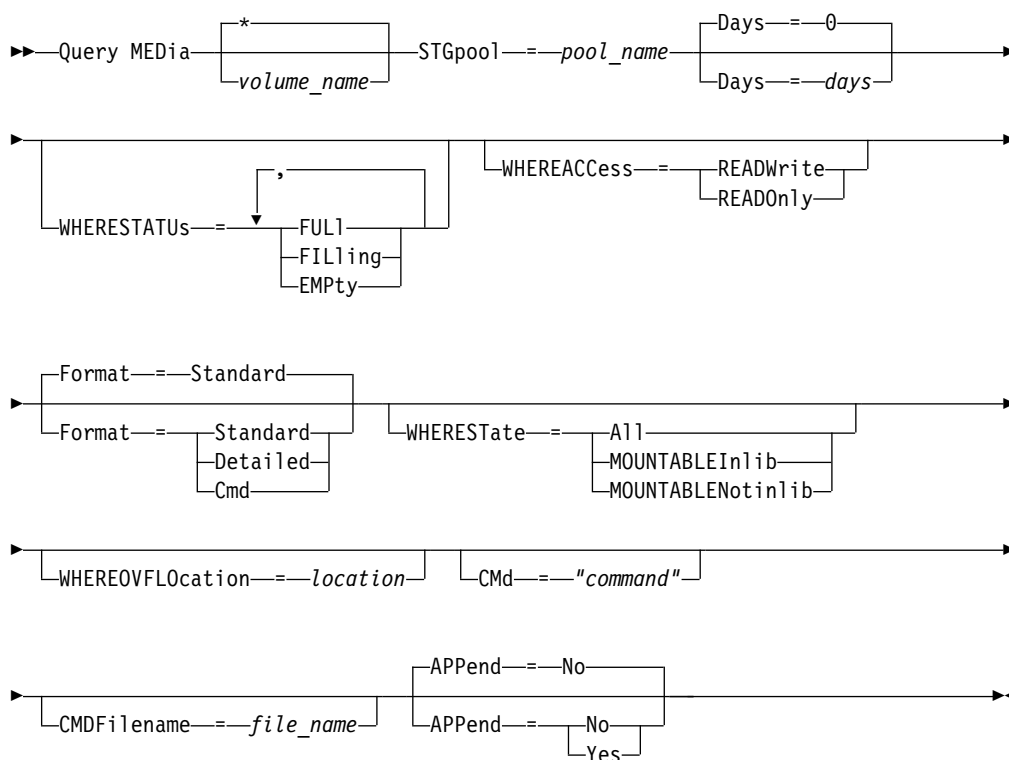 * Days = 0
Query MEDia STGpool = pool_name
volume_name Days = days
, WHEREACCess = READWrite
READOnly
WHERESTATUs = FULl
FILling
EMPty
Format = Standard
Format = Standard WHERESTate = All
Detailed MOUNTABLEInlib
Cmd MOUNTABLENotinlib
WHEREOVFLOcation = location CMd = "command"
APPend = No
CMDFilename = file_name APPend = No
Yes